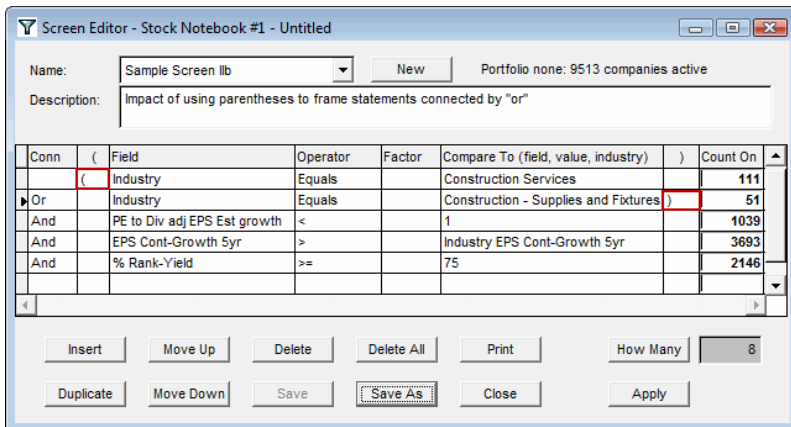 Screen Editor - Stock Notebook #1 - Untitled
Name: Sample Screen IIb New Portfolio none: 9513 companies active
Description: Impact of using parentheses to frame statements connected by "or"
Conn ( Field Operator Factor Compare To (field, value, industry) ) Count On
( Industry Equals Construction Services 111
Or Industry Equals Construction - Supplies and Fixtures ) 51
And PE to Div adj EPS Est growth < 1 1039
And EPS Cont-Growth 5yr > Industry EPS Cont-Growth 5yr 3693
And % Rank-Yield >= 75 2146
Insert Move Up Delete Delete All Print How Many 8
Duplicate Move Down Save Save As Close Apply